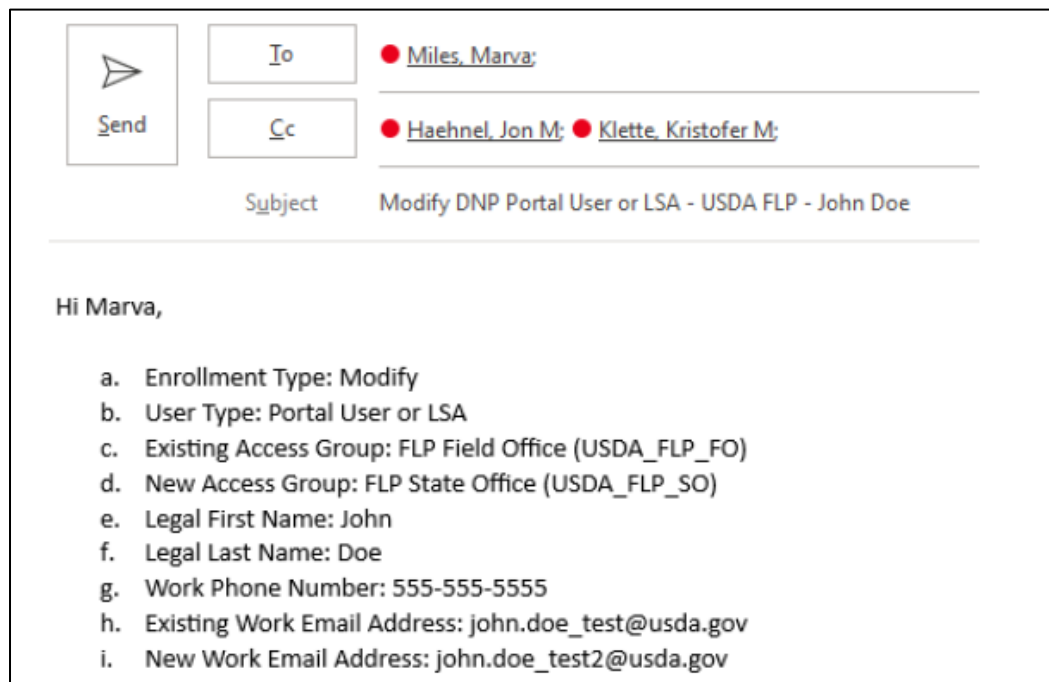 To
Miles, Marva;
Send
Cc
Haehnel, Jon M; Klette, Kristofer M;
Subject
Modify DNP Portal User or LSA - USDA FLP - John Doe
Hi Marva,
a. Enrollment Type: Modify
b. User Type: Portal User or LSA
c. Existing Access Group: FLP Field Office (USDA_FLP_FO)
d. New Access Group: FLP State Office (USDA_FLP_SO)
e. Legal First Name: John
f. Legal Last Name: Doe
g. Work Phone Number: 555-555-5555
h. Existing Work Email Address: john.doe_test@usda.gov
i. New Work Email Address: john.doe_test2@usda.gov